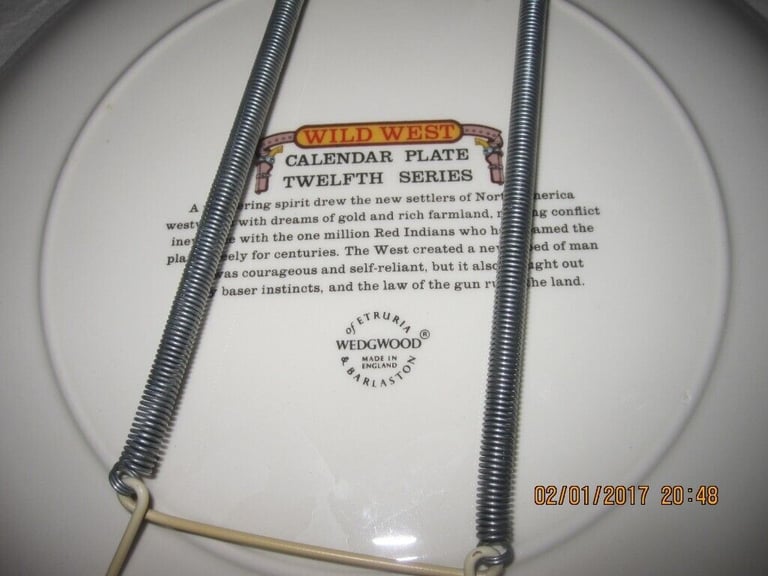 WILD WEST
CALENDAR PLATE
TWELFTH SERIES
A spirit drew the new settlers of
with dreams of gold and rich farmland, conflict
with the one million Red Indians who the
for centuries. The West created a of man
was courageous and self-reliant, but it out
baser instincts, and the law of the gun the land.
of ETRURIA
WEDGWOOD®
MADE IN
ENGLAND
& BARLASTON
02/01/2017 20:48